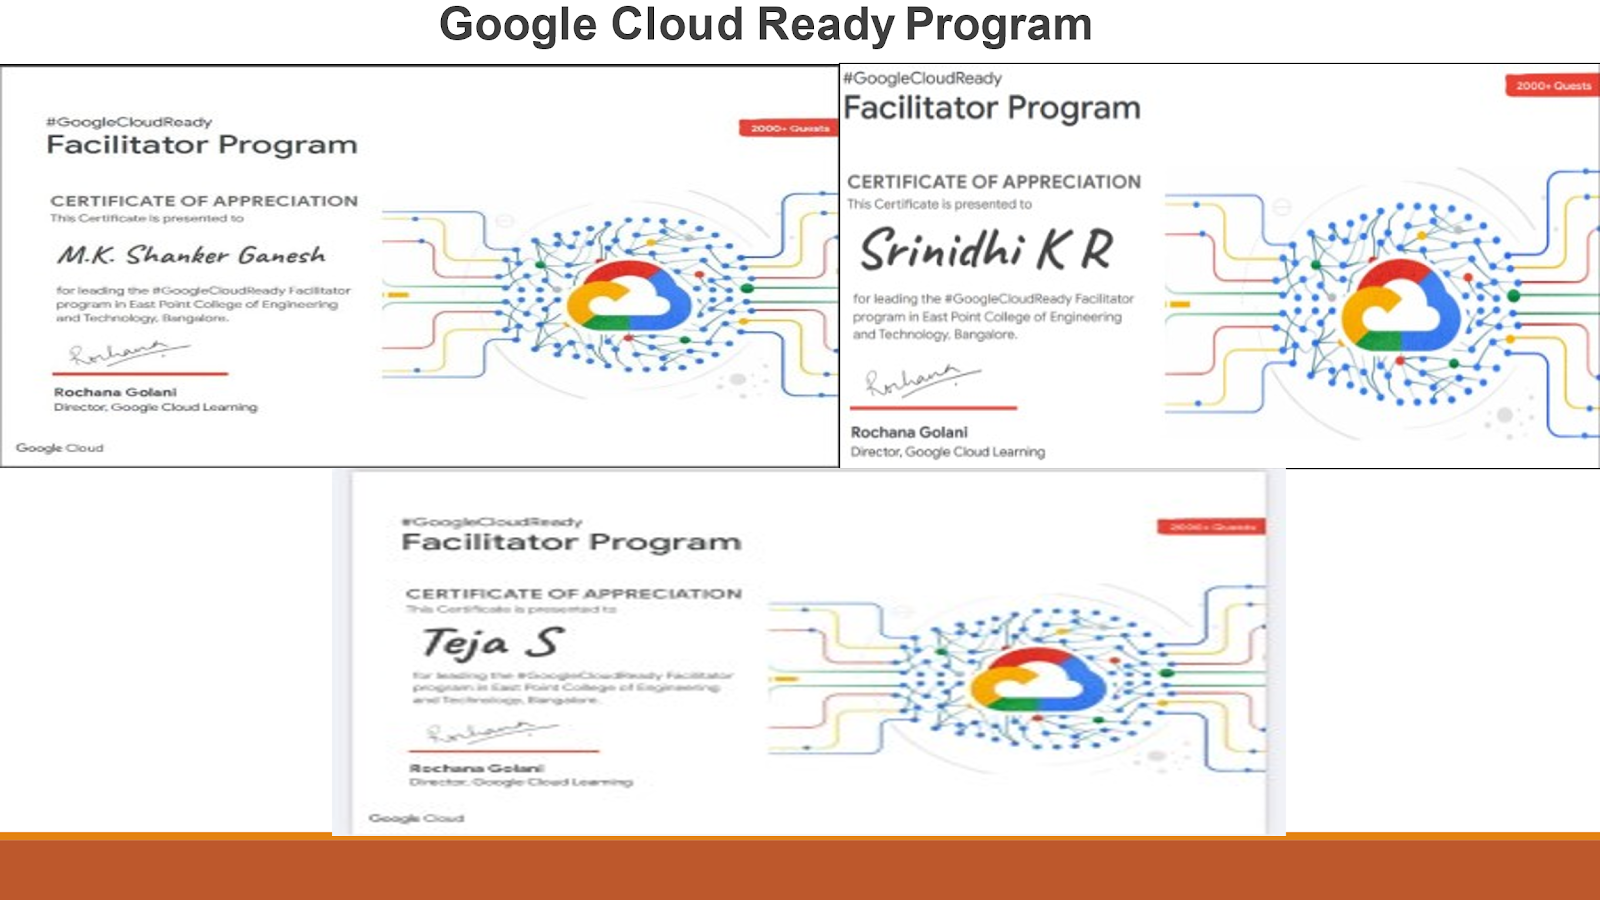 Google Cloud Ready Program
#GoogleCloudReady
Facilitator Program
2000+ Quests
CERTIFICATE OF APPRECIATION
This Certificate is presented to
M.K. Shanker Ganesh
for leading the #GoogleCloudReady Facilitator
program in East Point College of Engineering
and Technology, Bangalore.
Rochana
Rochana Golani
Director, Google Cloud Learning
Google Cloud
#GoogleCloudReady
Facilitator Program
2000+ Quests
CERTIFICATE OF APPRECIATION
This Certificate is presented to
Srinidhi K R
for leading the #GoogleCloudReady Facilitator
program in East Point College of Engineering
and Technology, Bangalore.
Rochana
Rochana Golani
Director, Google Cloud Learning
#GoogleCloudReady
Facilitator Program
2000+ Quests
CERTIFICATE OF APPRECIATION
This Certificate is presented to
Teja S
for leading the #GoogleCloudReady Facilitator
program in East Point College of Engineering
and Technology, Bangalore.
Rochana
Rochana Golani
Director, Google Cloud Learning
Google Cloud